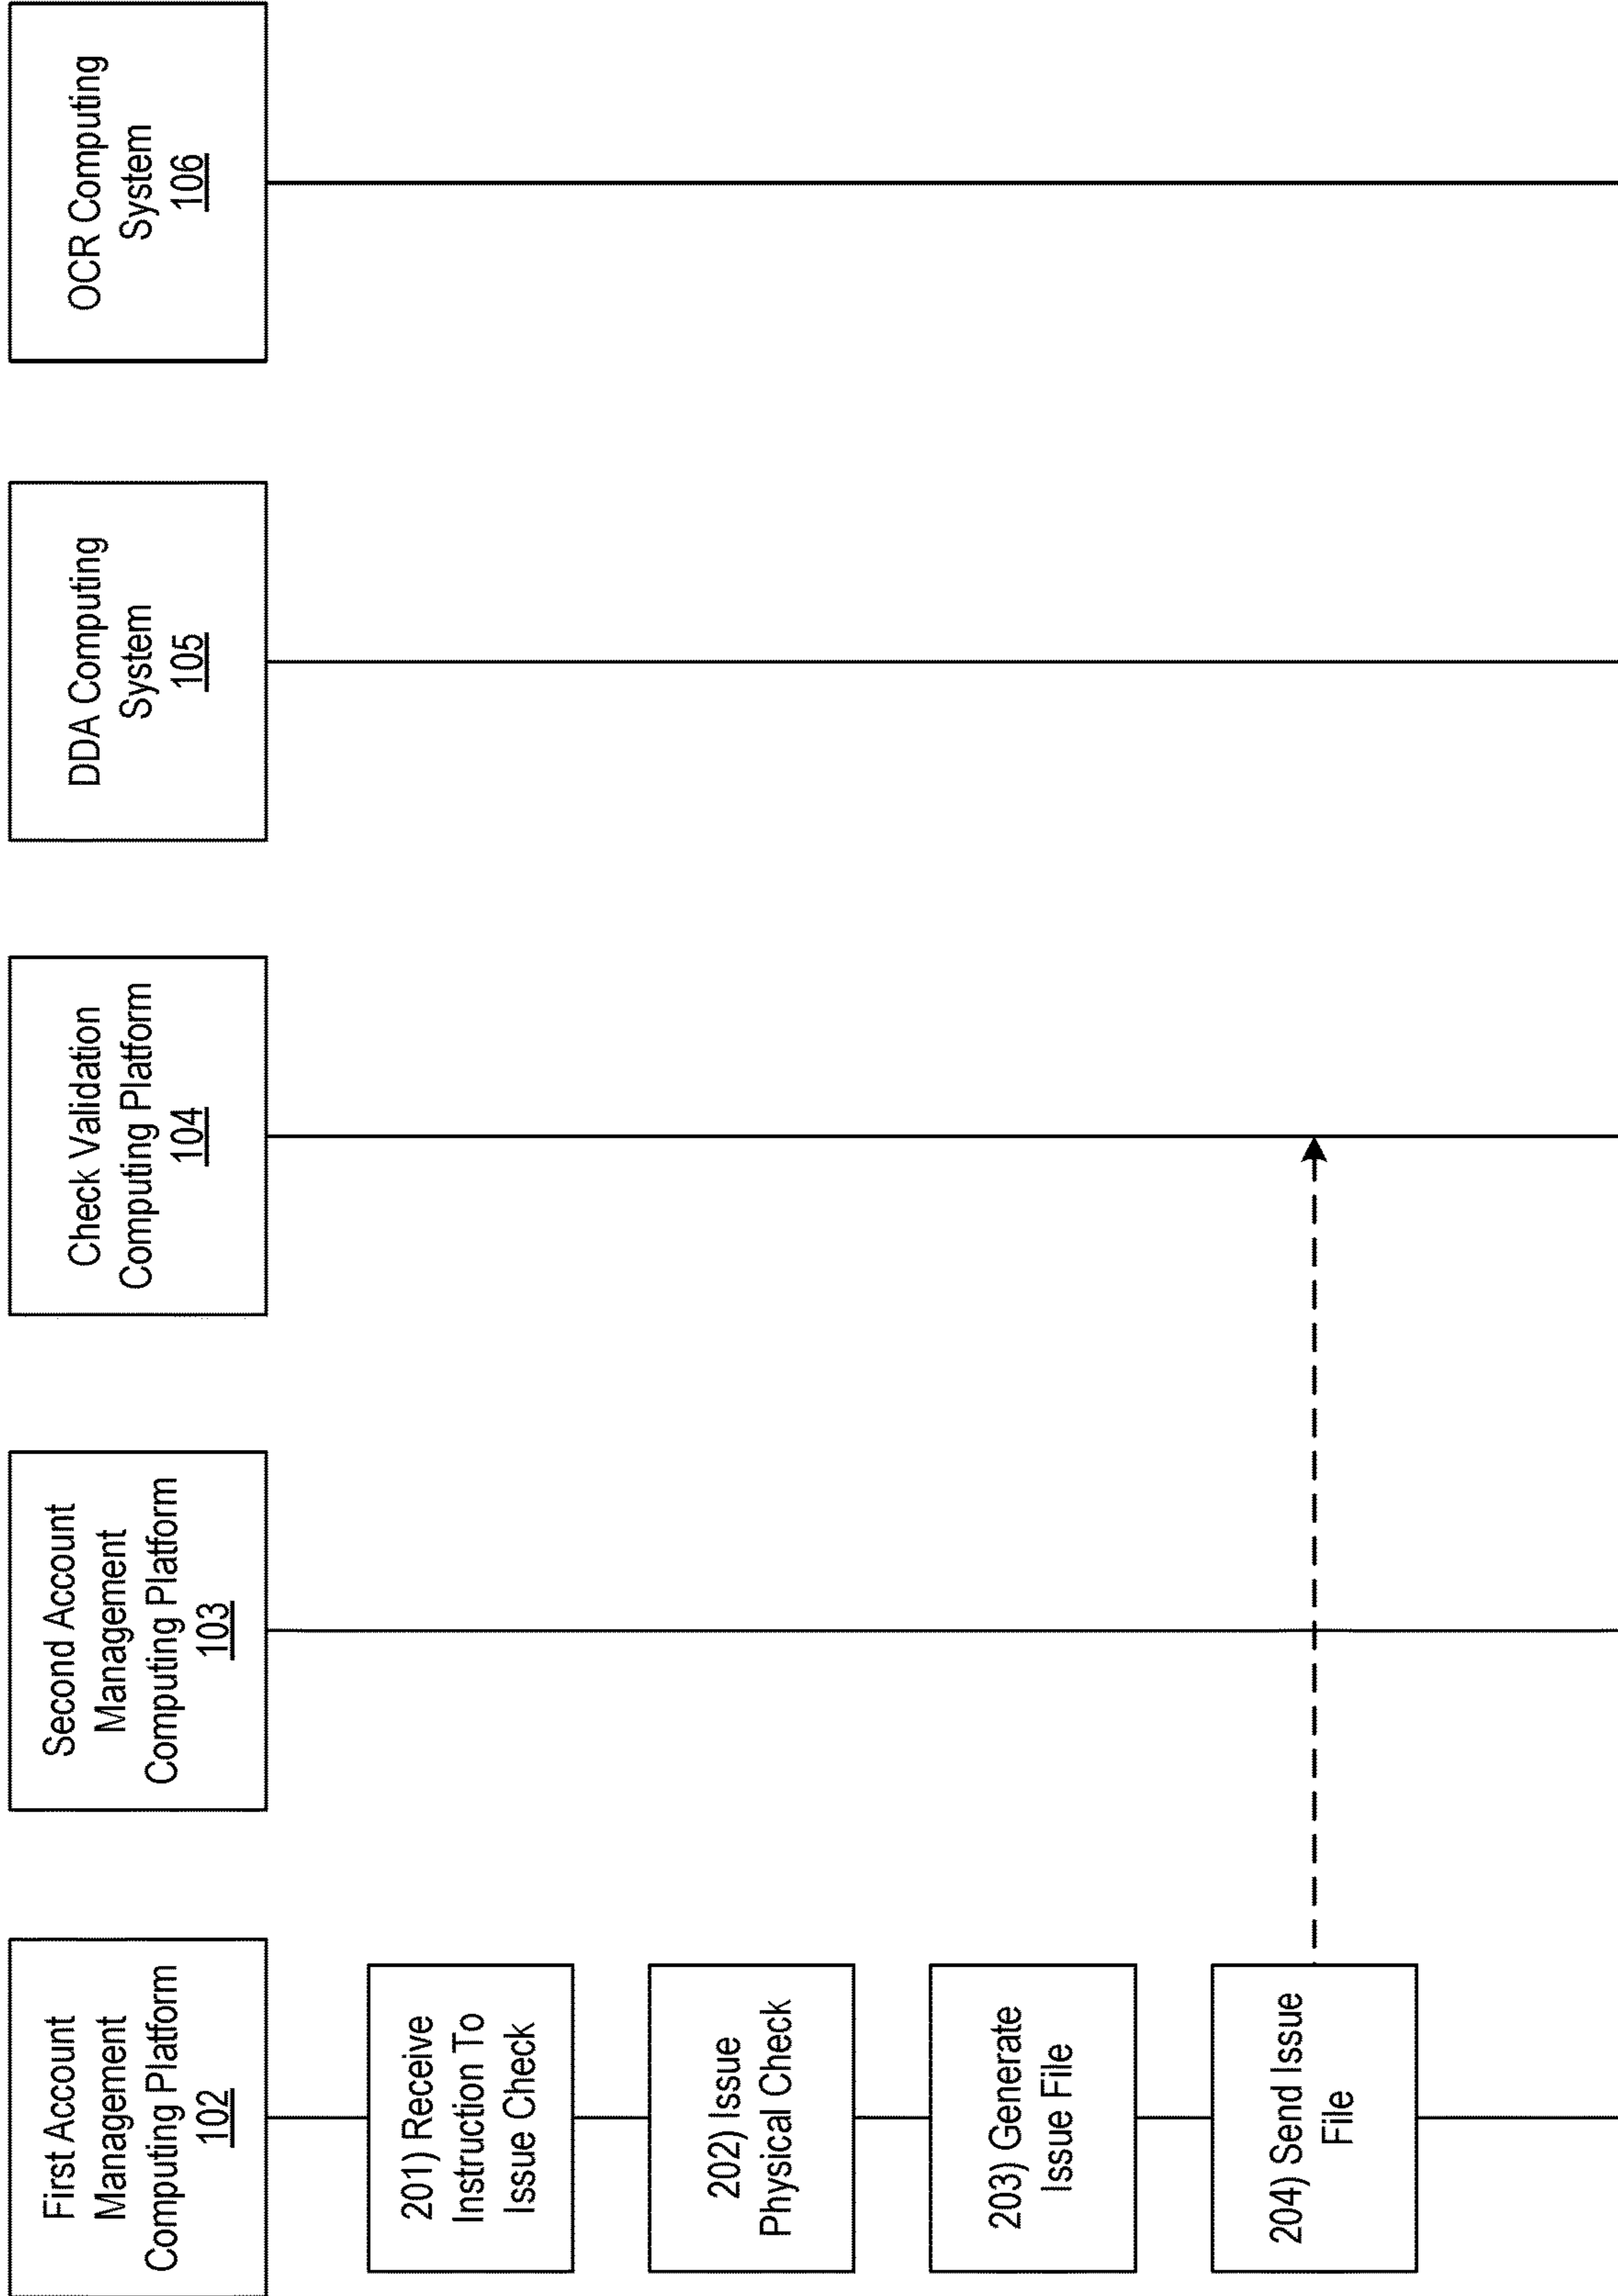 First Account
Management
Computing Platform
102
Second Account
Management
Computing Platform
103
Check Validation
Computing Platform
104
DDA Computing
System
105
OCR Computing
System
106
201) Receive
Instruction To
Issue Check
202) Issue
Physical Check
203) Generate
Issue File
204) Send Issue
File